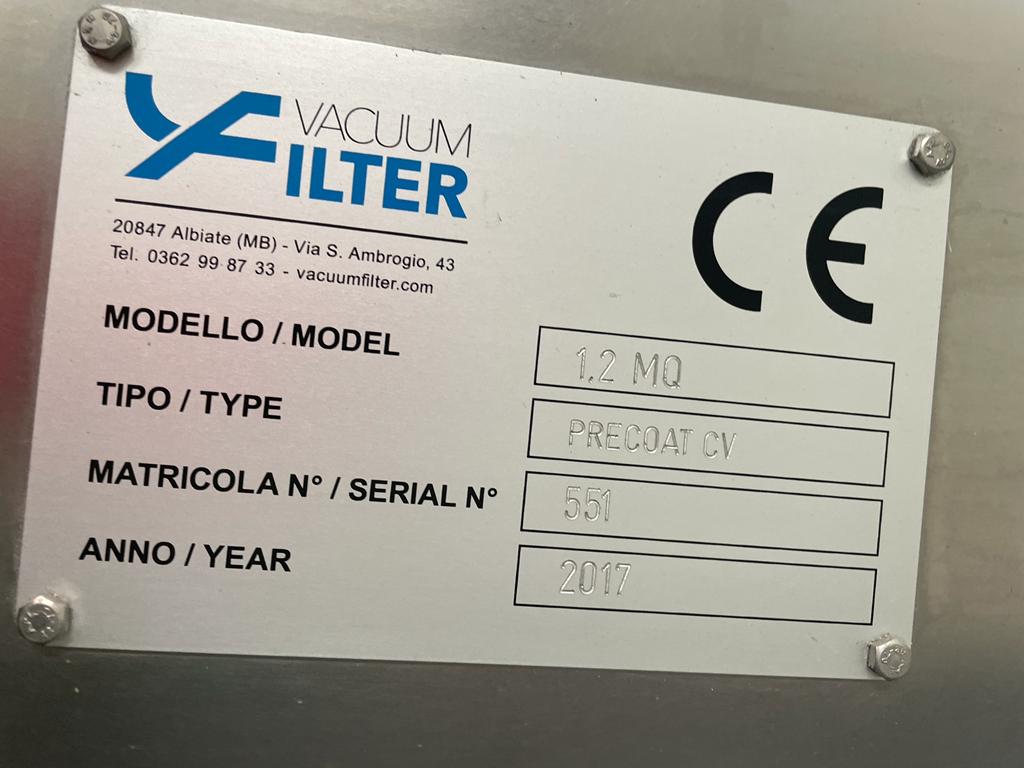 VACUUM
FILTER
20847 Albiate (MB) - Via S. Ambrogio, 43
Tel. 0362 99 87 33 - vacuumfilter.com
CE
MODELLO / MODEL 1.2 MQ
TIPO / TYPE PRECOAT CV
MATRICOLA N° / SERIAL N° 551
ANNO / YEAR 2017